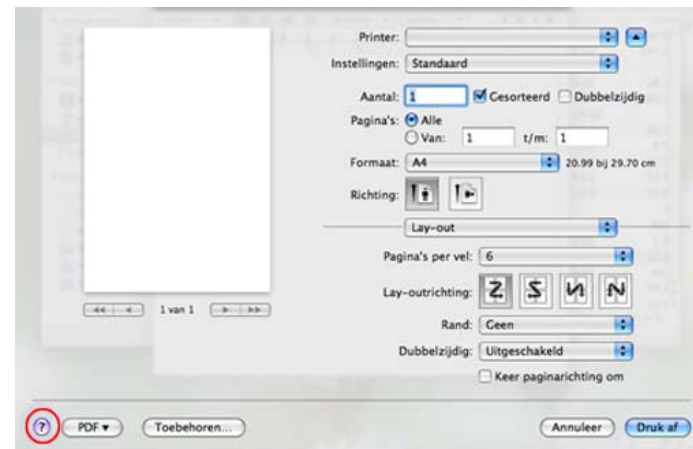 Printer:
Instellingen: Standaard
Aantal: 1 Gesorteerd Dubbelzijdig
Pagina's: Alle
Van: 1 t/m: 1
Formaat: A4 20.99 bij 29.70 cm
Richting:
Lay-out
Pagina's per vel: 6
Lay-outrichting:
1 van 1
Rand: Geen
Dubbelzijdig: Uitgeschakeld
Keer paginarichting om
? PDF Toebehoren... Annuleer Druk af